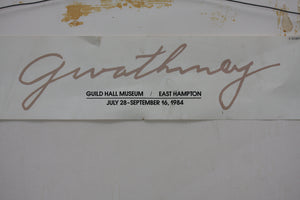 Gwathmey
GUILD HALL MUSEUM / EAST HAMPTON
JULY 28-SEPTEMBER 16, 1984